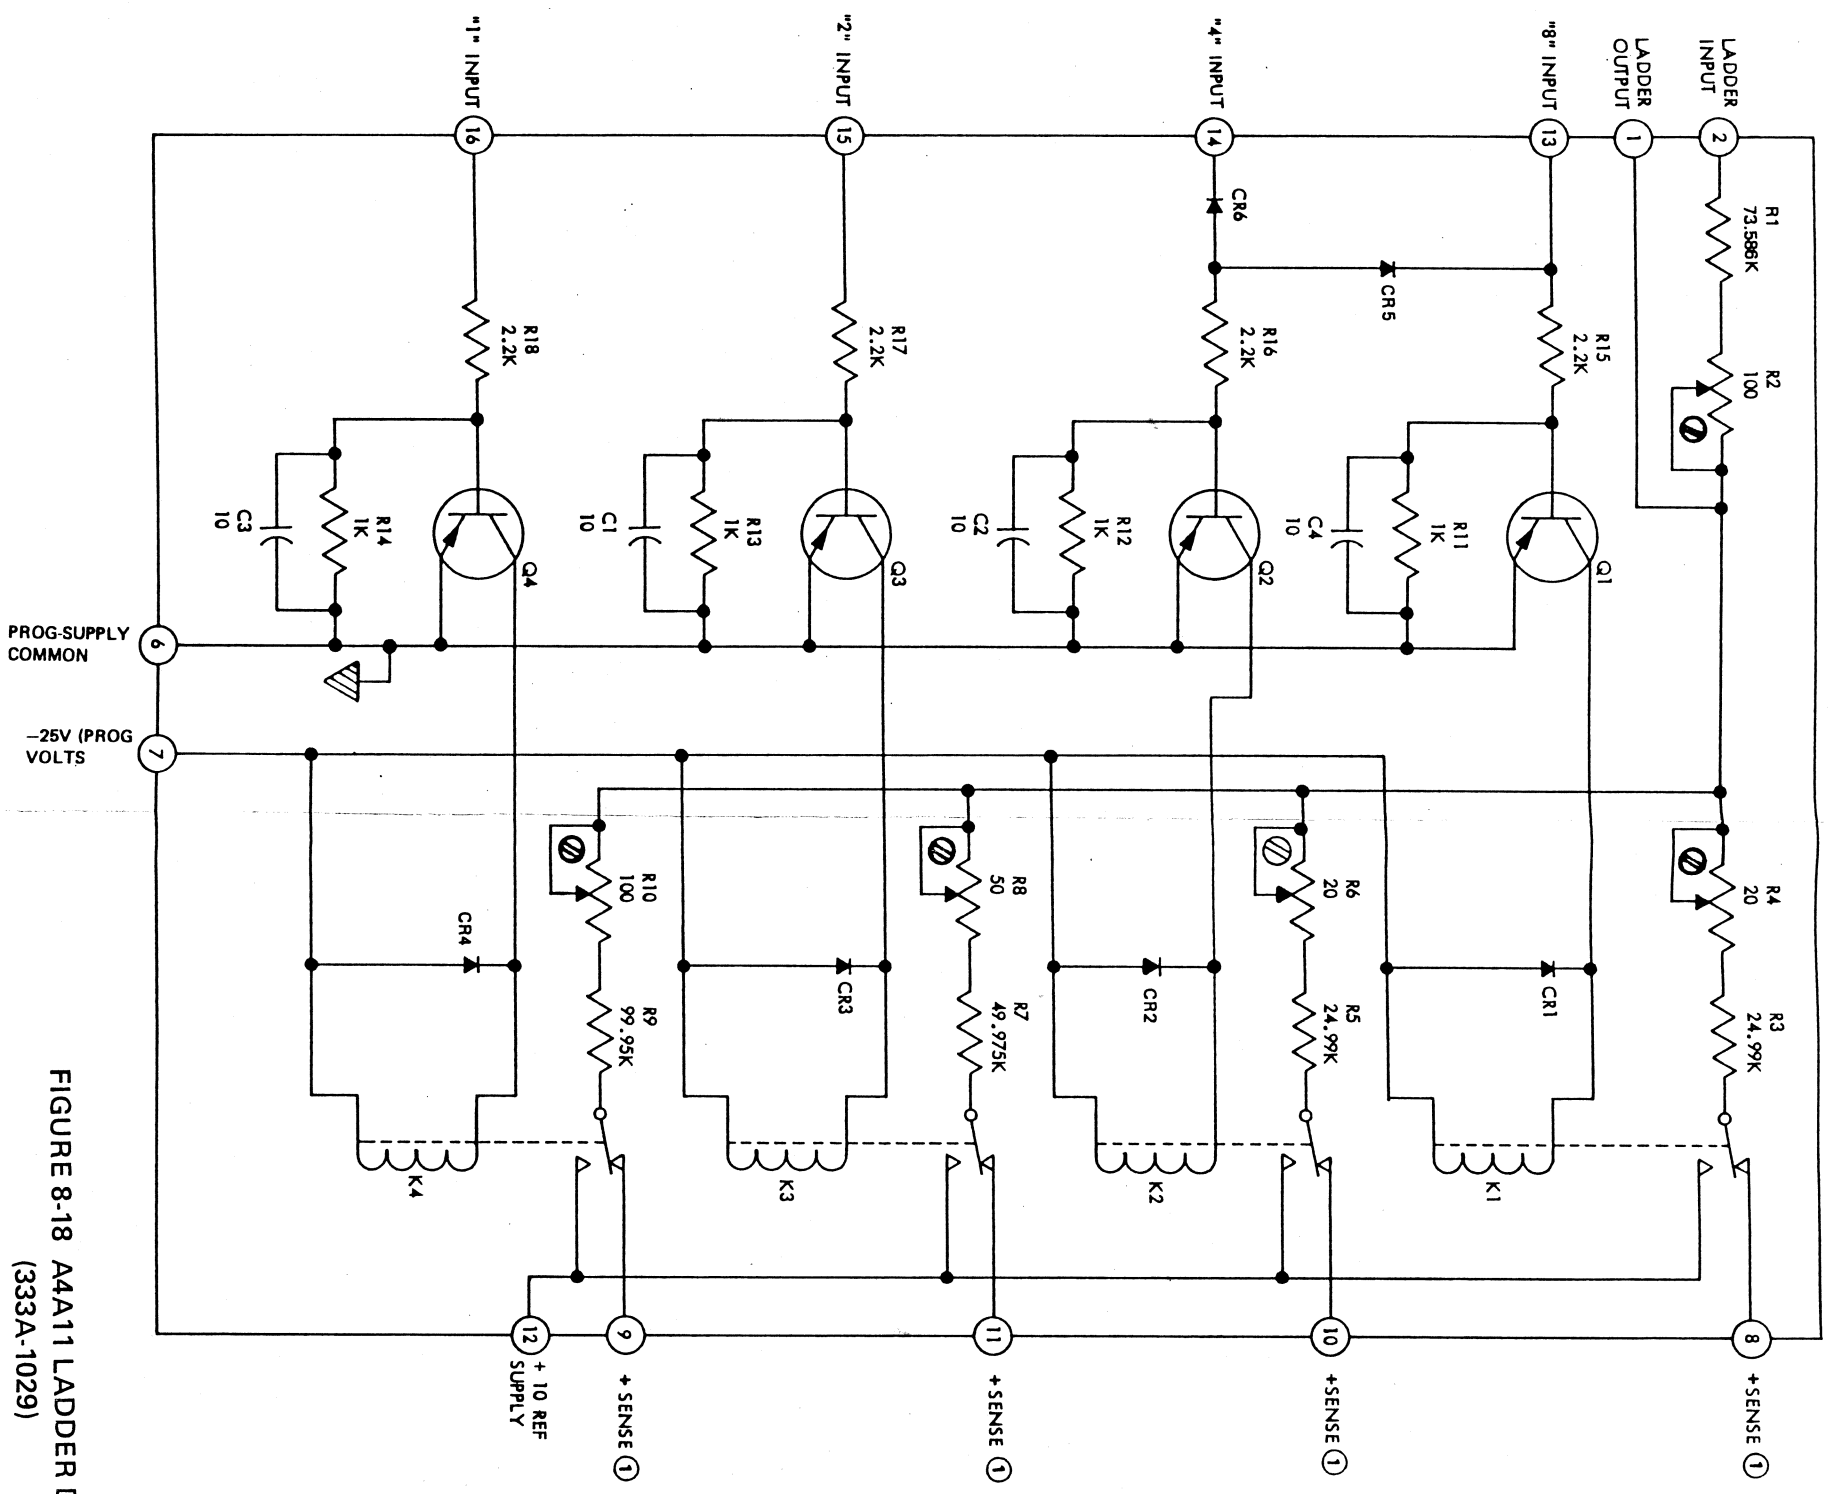 "1" INPUT
"2" INPUT
"4" INPUT
"8" INPUT
LADDER
OUTPUT
LADDER
INPUT
16
15
14
13
1
2
CR6
CR5
R1
73.586K
R2
100
R18
2.2K
R17
2.2K
R16
2.2K
R15
2.2K
R14
1K
C3
10
R13
1K
C1
10
R12
1K
C2
10
R11
1K
C4
10
Q4
Q3
Q2
Q1
PROG-SUPPLY
COMMON
6
−25V (PROG
VOLTS
7
R10
100
R8
50
R6
20
R4
20
CR4
CR3
CR2
CR1
R9
99.95K
R7
49.975K
R5
24.99K
R3
24.99K
K4
K3
K2
K1
12
9
11
10
8
+ 10 REF
SUPPLY
+ SENSE 1
+ SENSE 1
+SENSE 1
+SENSE 1
FIGURE 8-18 A4A11 LADDER
(333A-1029)